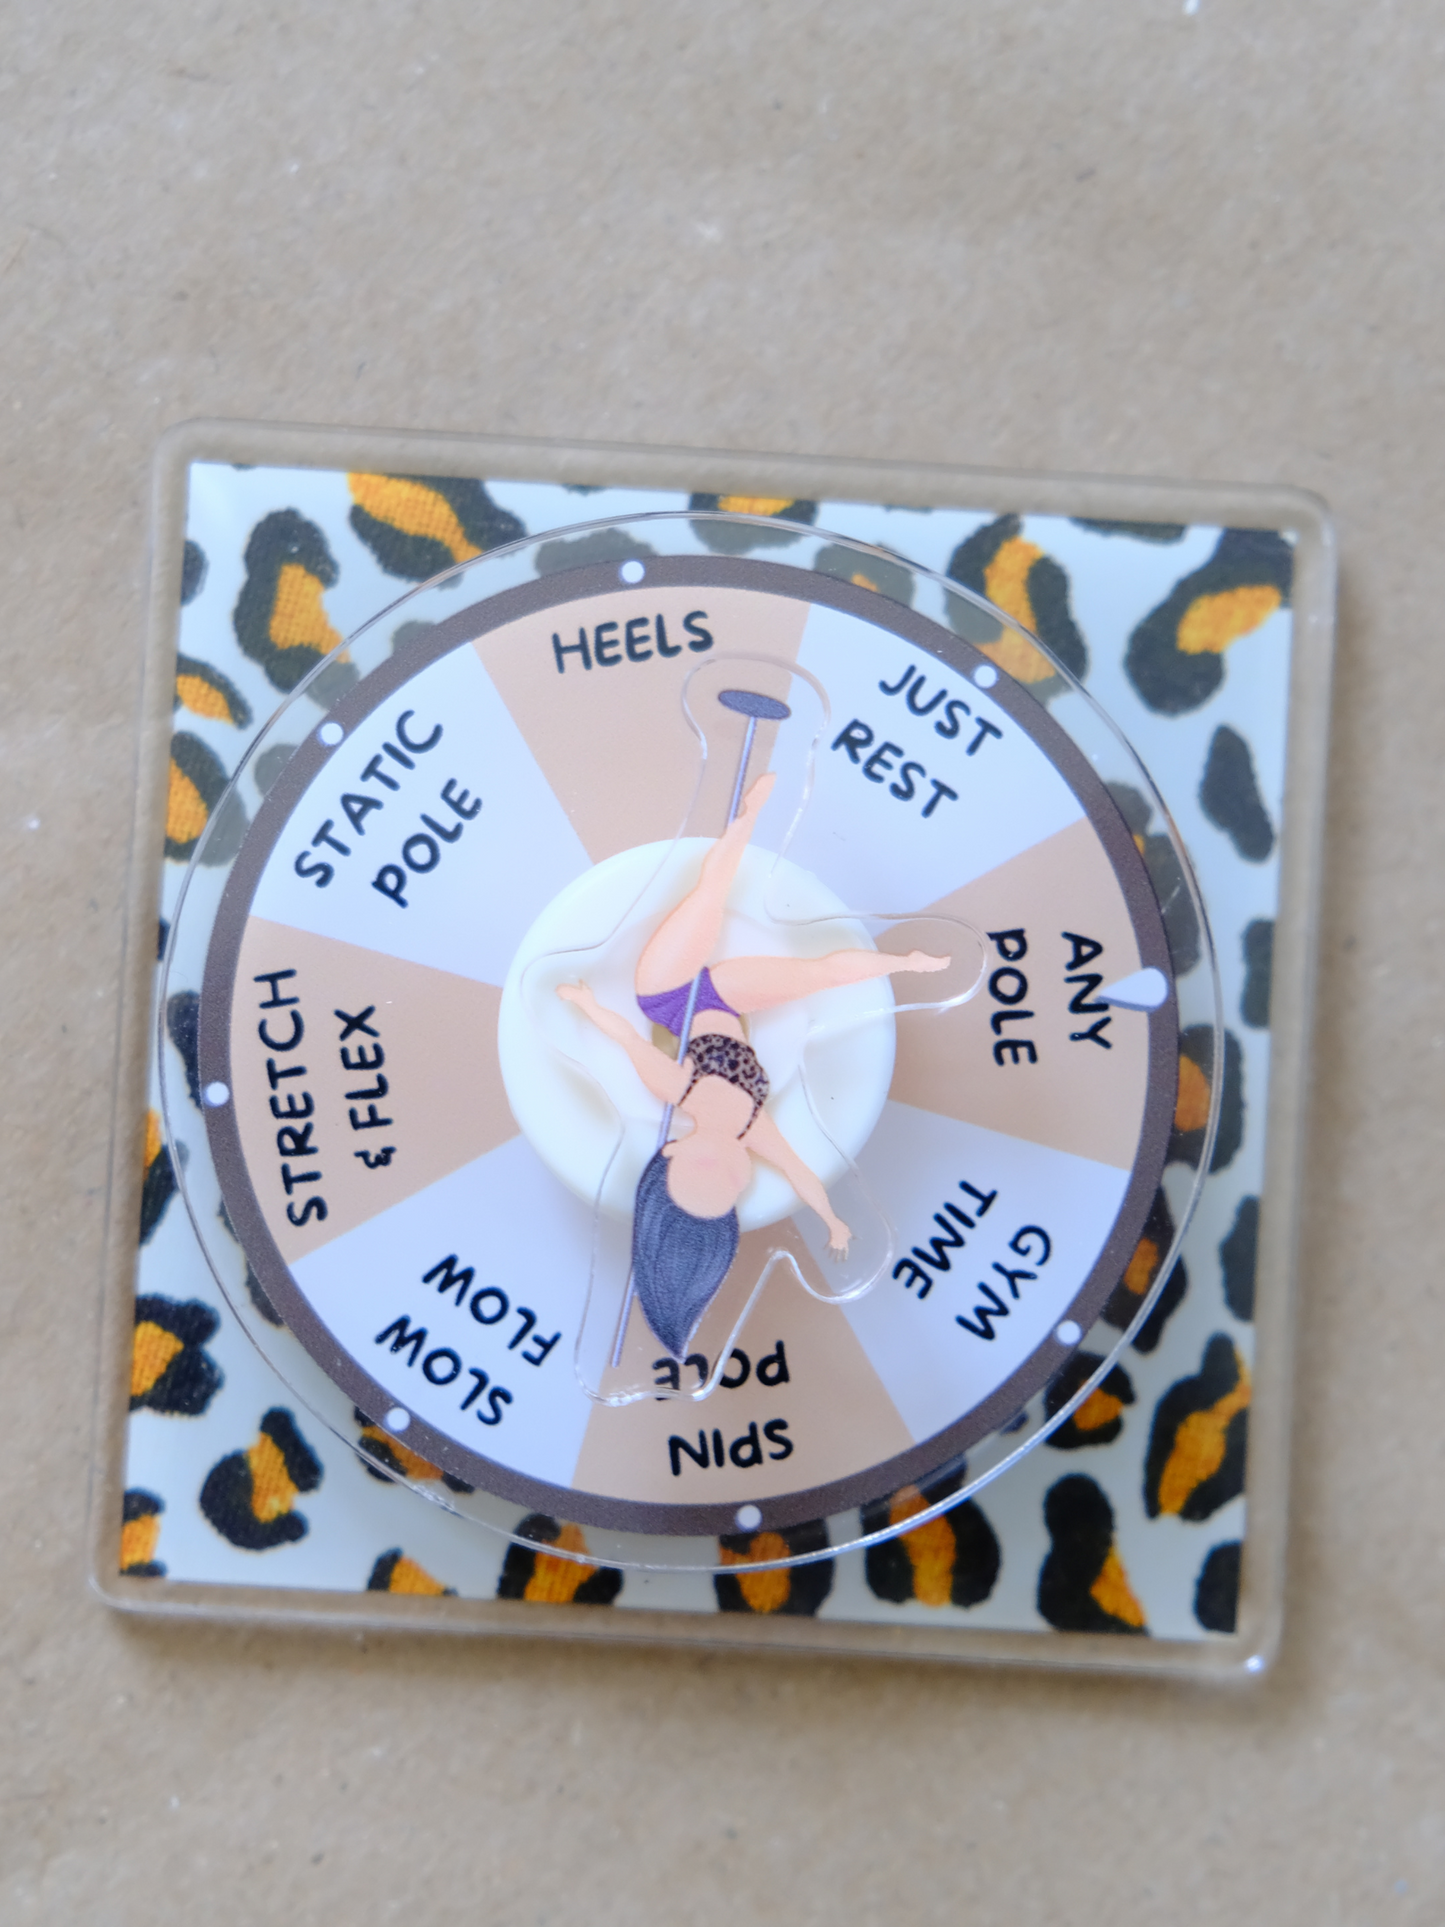 HEELS
JUST
REST
ANY
POLE
GYM
TIME
SPIN
POLE
SLOW
FLOW
STRETCH
& FLEX
STATIC
POLE